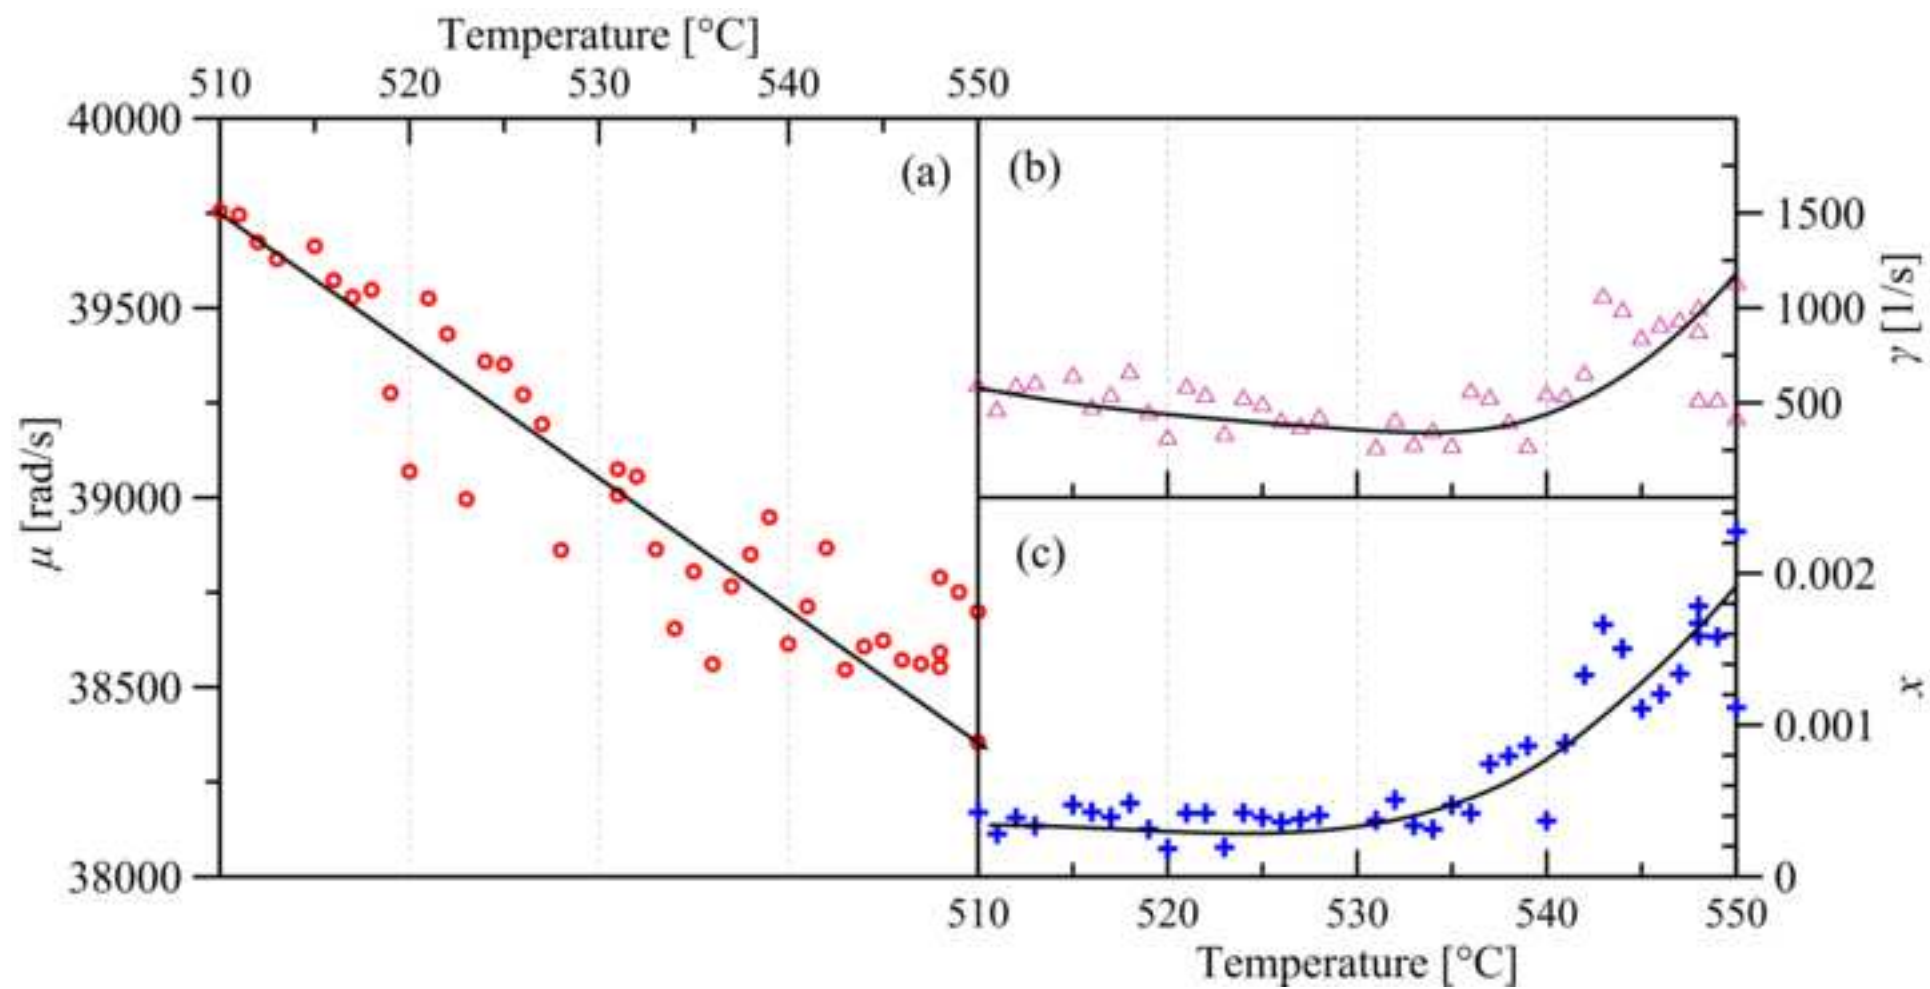 Temperature [°C]
510 520 530 540 550
40000
39500
39000
38500
38000
μ [rad/s]
(a)
(b)
1500
1000
500
γ [1/s]
(c)
0.002
0.001
0
x
510 520 530 540 550
Temperature [°C]